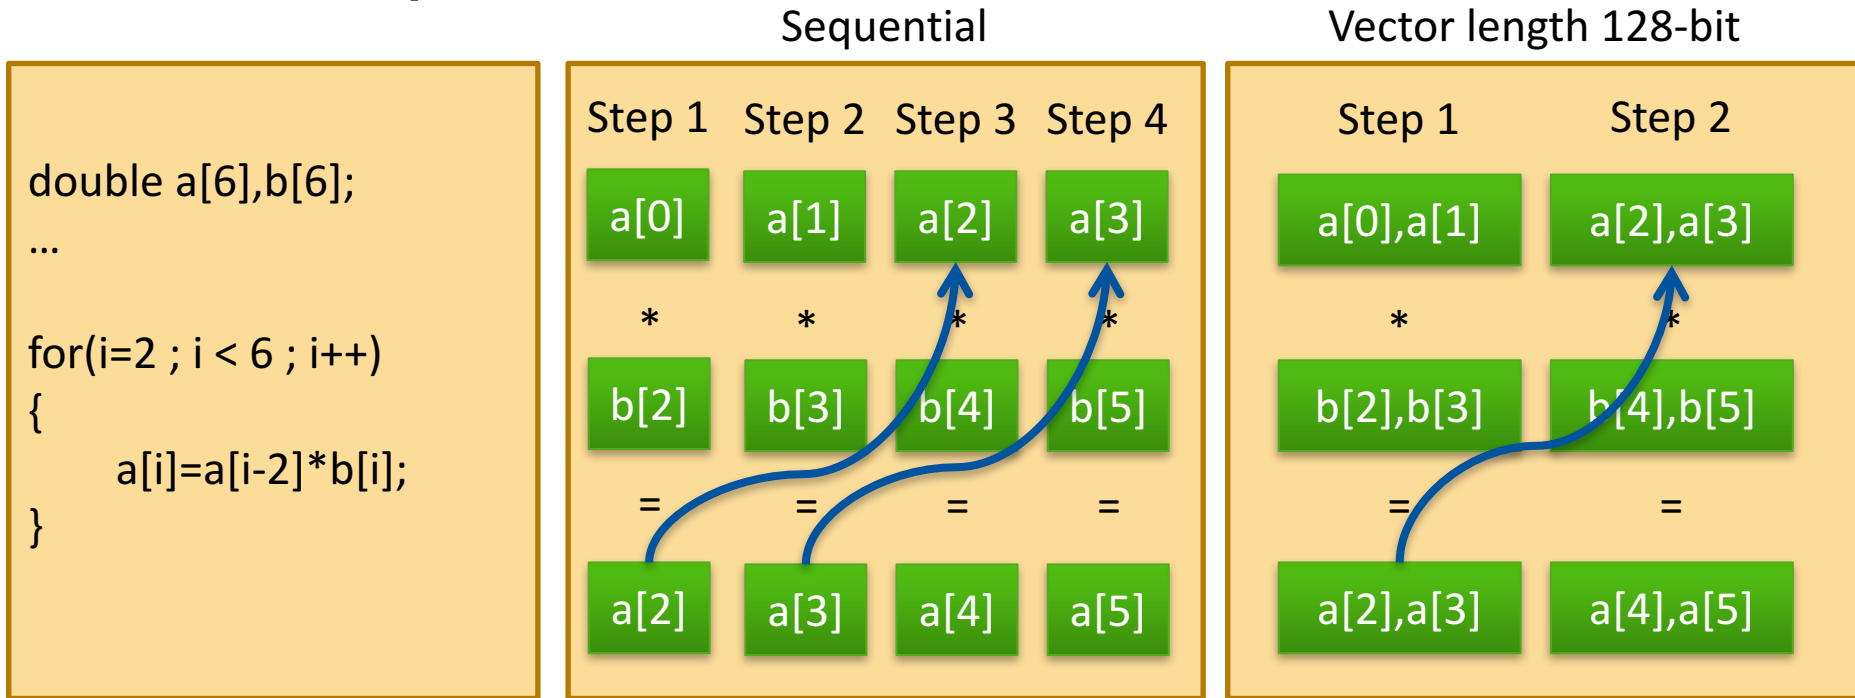 Sequential
Vector length 128-bit
double a[6],b[6];
…
for(i=2 ; i < 6 ; i++)
{
a[i]=a[i-2]*b[i];
}
Step 1 Step 2 Step 3 Step 4
a[0] a[1] a[2] a[3]
* * * *
b[2] b[3] b[4] b[5]
= = = =
a[2] a[3] a[4] a[5]
Step 1 Step 2
a[0],a[1] a[2],a[3]
* *
b[2],b[3] b[4],b[5]
= =
a[2],a[3] a[4],a[5]